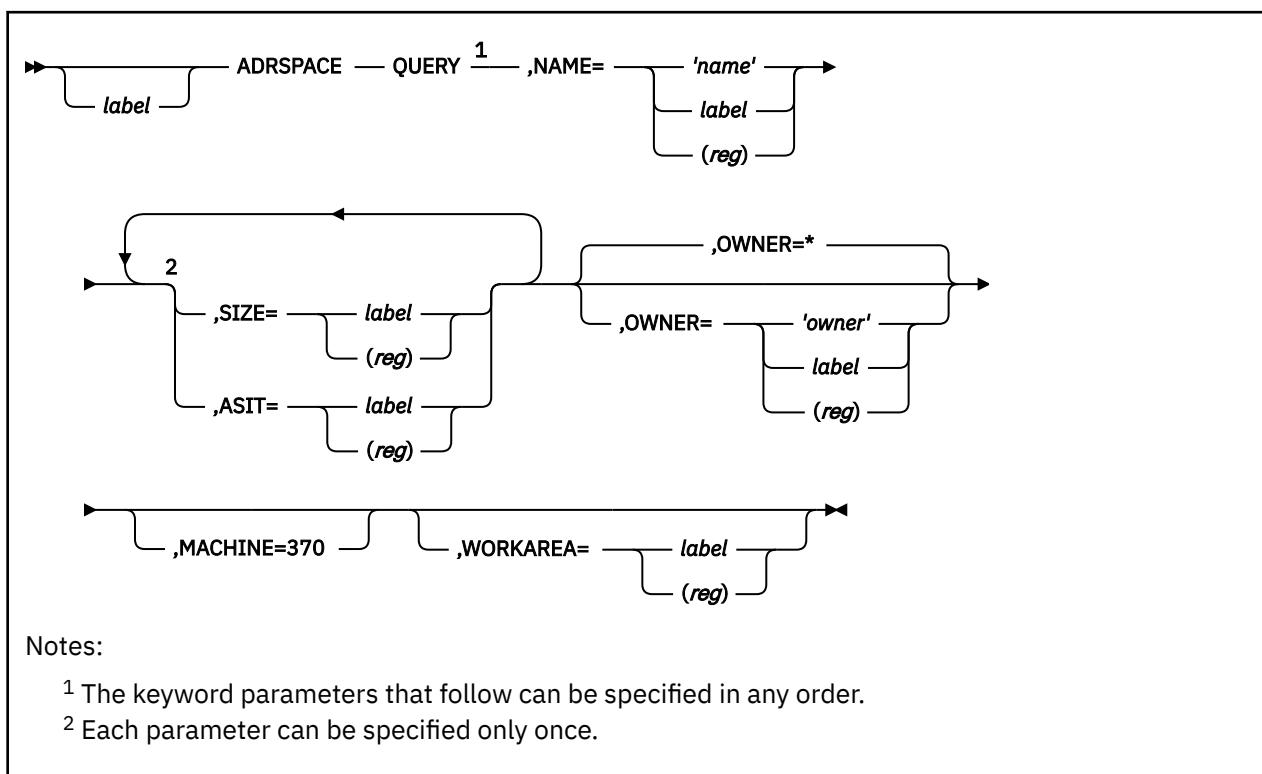 ADRSPACE QUERY 1 ,NAME= 'name'
label label
(reg)
,OWNER=*
2
,SIZE= label ,OWNER= 'owner'
(reg) label
,ASIT= label (reg)
(reg)
,MACHINE=370 ,WORKAREA= label
(reg)
Notes:
1 The keyword parameters that follow can be specified in any order.
2 Each parameter can be specified only once.